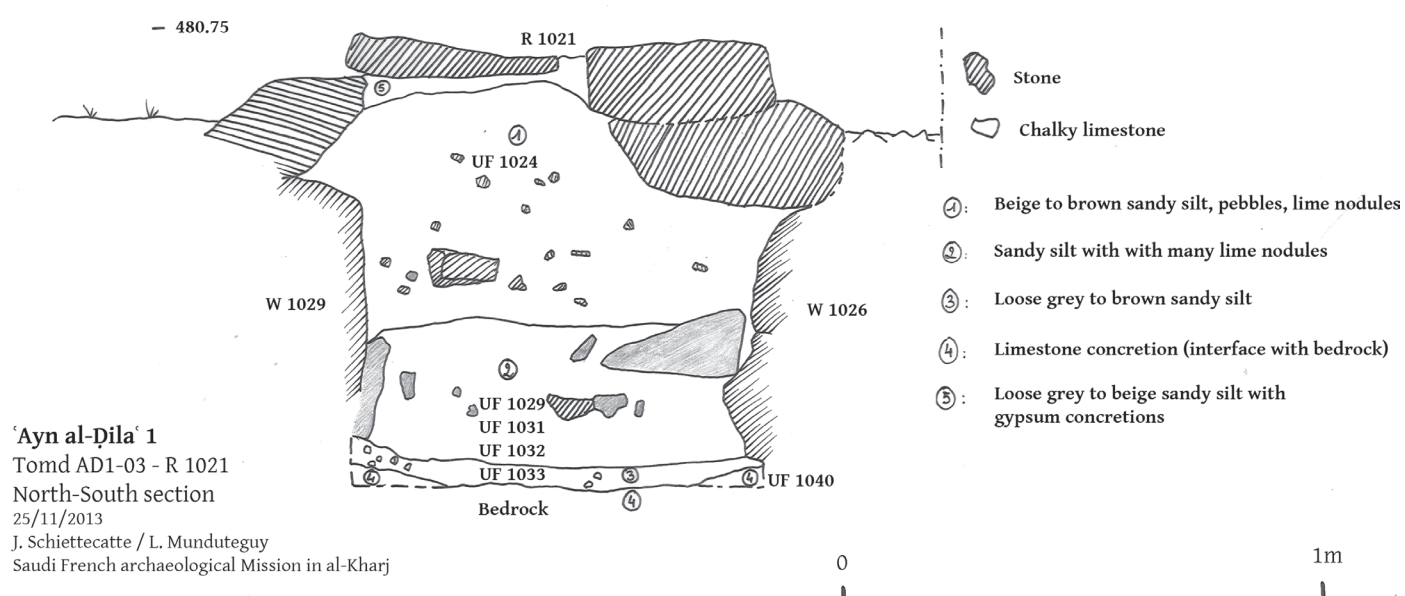 480.75
R 1021
⑤
①
UF 1024
W 1029
W 1026
②
UF 1029
UF 1031
UF 1032
UF 1033
③
④
④
UF 1040
④
Bedrock
Stone
Chalky limestone
①: Beige to brown sandy silt, pebbles, lime nodules
②: Sandy silt with with many lime nodules
③: Loose grey to brown sandy silt
④: Limestone concretion (interface with bedrock)
⑤: Loose grey to beige sandy silt with
gypsum concretions
ʿAyn al-Ḍilaʿ 1
Tomd AD1-03 - R 1021
North-South section
25/11/2013
J. Schiettecatte / L. Munduteguy
Saudi French archaeological Mission in al-Kharj
0
1m